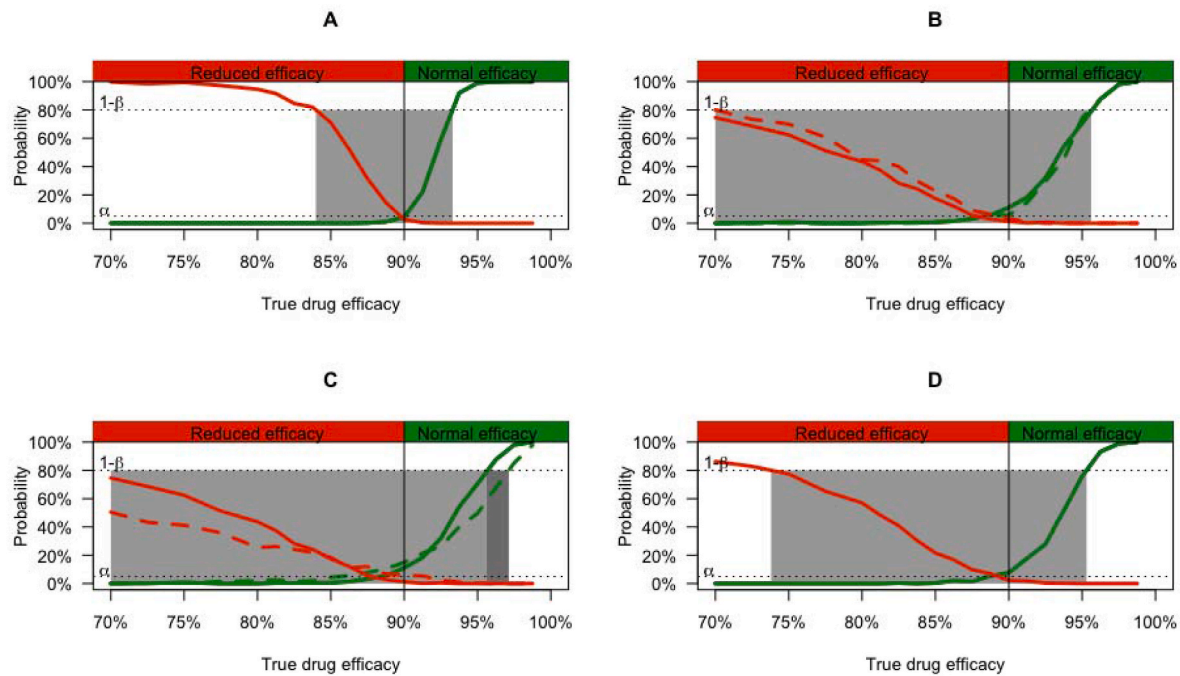 A
Reduced efficacy Normal efficacy
100%
80%
60%
40%
20%
0%
1-β
α
Probability
70% 75% 80% 85% 90% 95% 100%
True drug efficacy
B
Reduced efficacy Normal efficacy
100%
80%
60%
40%
20%
0%
1-β
α
Probability
70% 75% 80% 85% 90% 95% 100%
True drug efficacy
C
Reduced efficacy Normal efficacy
100%
80%
60%
40%
20%
0%
1-β
α
Probability
70% 75% 80% 85% 90% 95% 100%
True drug efficacy
D
Reduced efficacy Normal efficacy
100%
80%
60%
40%
20%
0%
1-β
α
Probability
70% 75% 80% 85% 90% 95% 100%
True drug efficacy